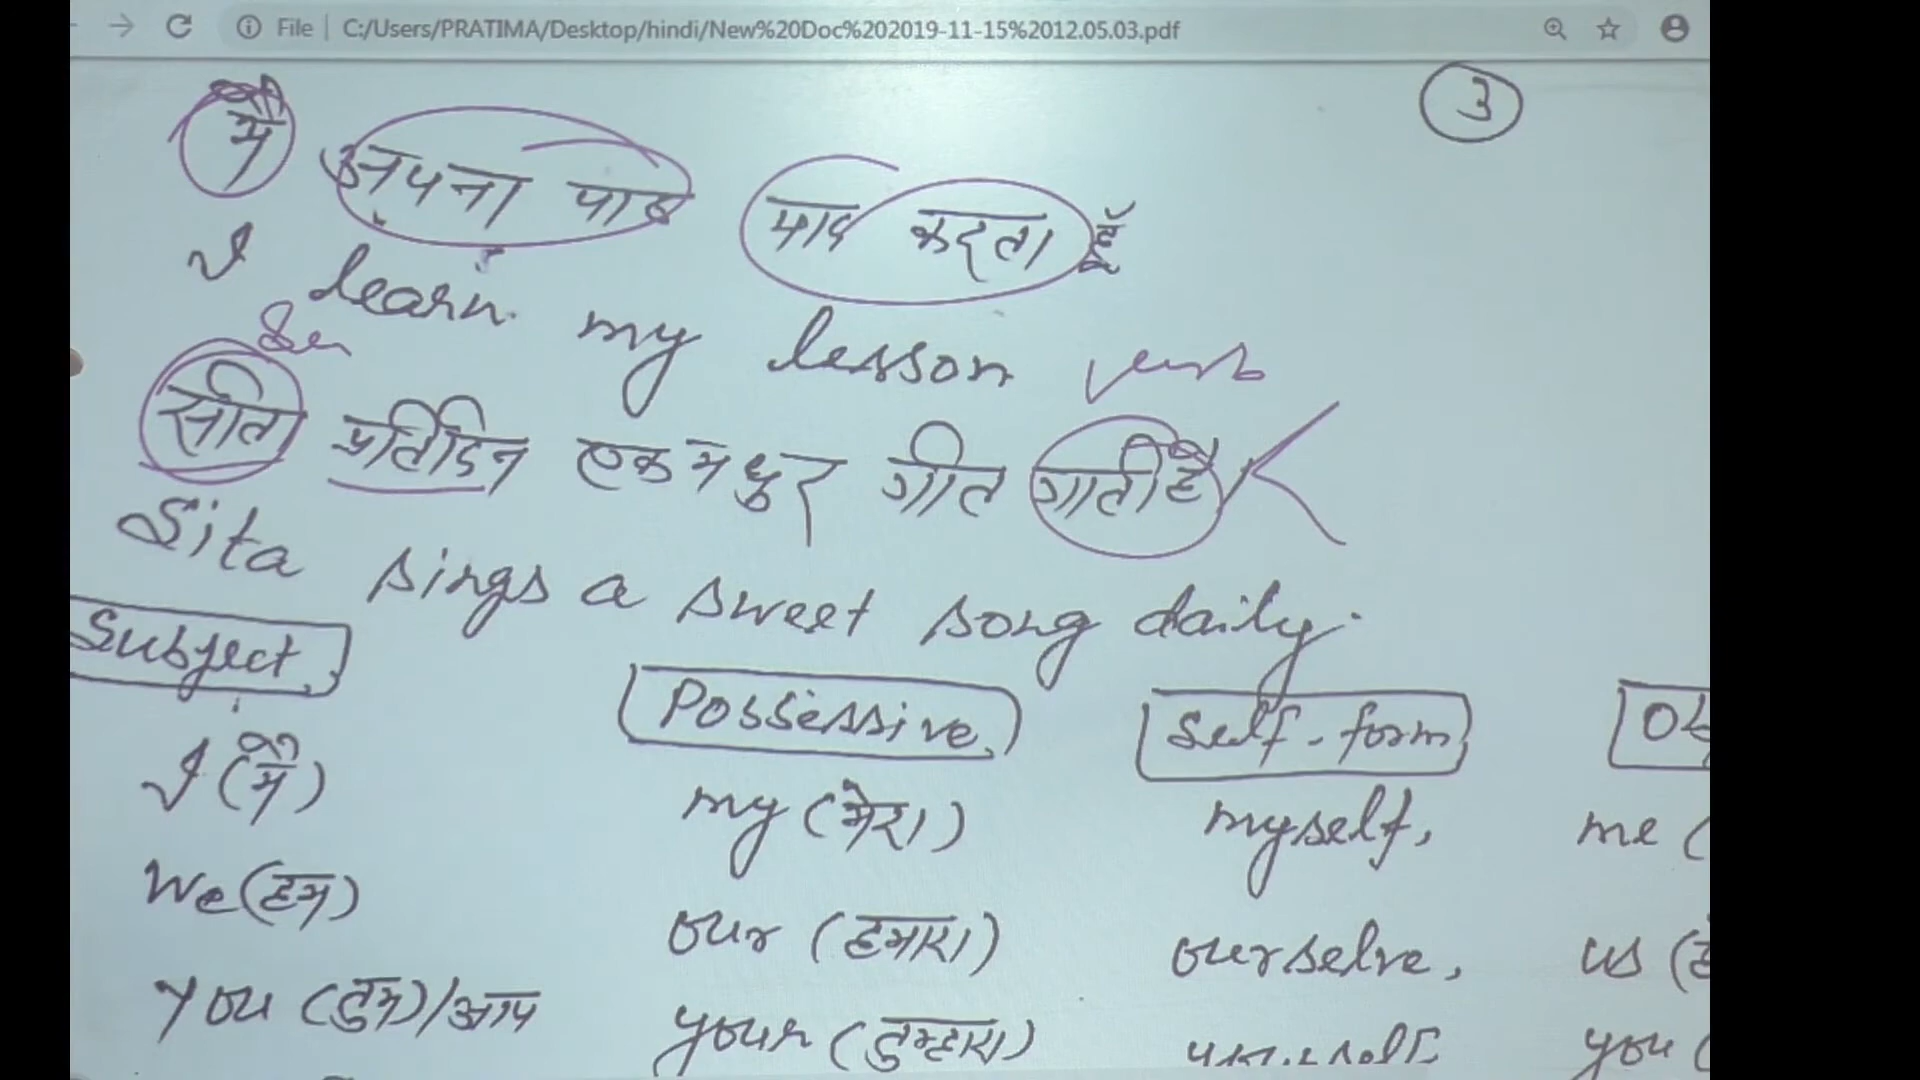 File | C:/Users/PRATIMA/Desktop/hindi/New%20Doc%202019-11-15%2012.05.03.pdf
3
मैं अपना पाठ याद करता हूँ
I learn my lesson verb
सीता प्रतिदिन एक मधुर गीत गाती है
Sita sings a sweet song daily.
Subject Possessive Self-form
I (मैं) my (मेरा) myself, me (
We (हम) our (हमारा) ourselve, us (
you (तुम)/आप your (तुम्हारा) you (